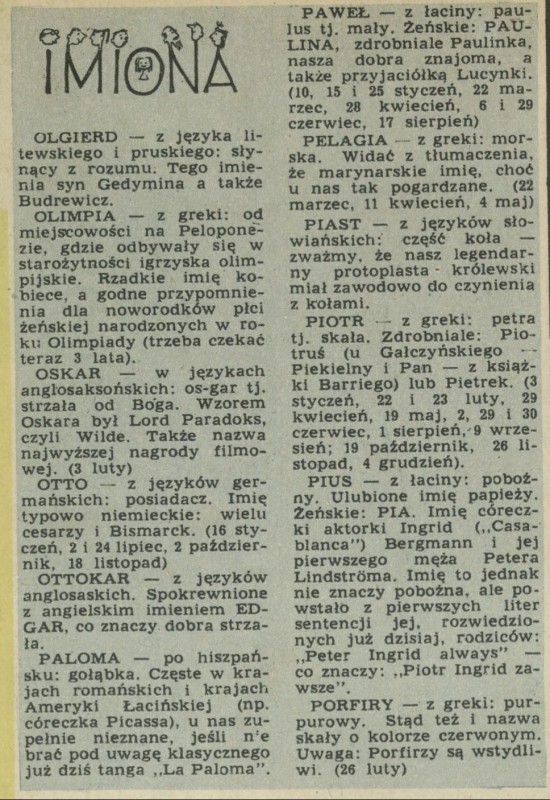 IMIONA
OLGIERD — z języka li-
tewskiego i pruskiego: sły-
nący z rozumu. Tego imie-
nia syn Gedymina a także
Budrewicz.
OLIMPIA — z greki: od
miejscowości na Pelopone-
zie, gdzie odbywały się w
starożytności igrzyska olim-
pijskie. Rzadkie imię ko-
biece, a godne przypomnie-
nia dla noworodków płci
żeńskiej narodzonych w ro-
ku Olimpiady (trzeba czekać
teraz 3 lata).
OSKAR — w językach
anglosaksońskich: os-gar tj.
strzała od Boga. Wzorem
Oskara był Lord Paradoks,
czyli Wilde. Także nazwa
najwyższej nagrody filmo-
wej. (3 luty)
OTTO — z języków ger-
mańskich: posiadacz. Imię
typowo niemieckie: wielu
cesarzy i Bismarck. (16 sty-
czeń, 2 i 24 lipiec, 2 paździer-
nik, 18 listopad)
OTTOKAR — z języków
anglosaskich. Spokrewnione
z angielskim imieniem ED-
GAR, co znaczy dobra strza-
ła.
PALOMA — po hiszpań-
sku: gołąbka. Częste w kra-
jach romańskich i krajach
Ameryki Łacińskiej (np.
córeczka Picassa), u nas zu-
pełnie nieznane, jeśli nie
brać pod uwagę klasycznego
już dziś tanga „La Paloma".
PAWEŁ — z łaciny: pau-
lus tj. mały. Żeńskie: PAU-
LINA, zdrobniale Paulinka,
nasza dobra znajoma, a
także przyjaciółką Lucynki.
(10, 15 i 25 styczeń, 22 ma-
rzec, 28 kwiecień, 6 i 29
czerwiec, 17 sierpień)
PELAGIA — z greki: mor-
ska. Widać z tłumaczenia,
że marynarskie imię, choć
u nas tak pogardzane. (22
marzec, 11 kwiecień, 4 maj)
PIAST — z języków sło-
wiańskich: część koła —
zważmy, że nasz legendar-
ny protoplasta królewski
miał zawodowo do czynienia
z kołami.
PIOTR — z greki: petra
tj. skała. Zdrobniale: Pio-
truś (u Gałczyńskiego —
Piekielny i Pan — z książ-
ki Barriego) lub Pietrek. (3
styczeń, 22 i 23 luty, 29
kwiecień, 19 maj, 2, 29 i 30
czerwiec, 1 sierpień, 9 wrze-
sień; 19 październik, 26 li-
stopad, 4 grudzień).
PIUS — z łaciny: pobož-
ny. Ulubione imię papieży.
Żeńskie: PIA. Imię córecz-
ki aktorki Ingrid („Casa-
blanca") Bergmann i jej
pierwszego męża Petera
Lindströma. Imię to jednak
nie znaczy pobożna, ale po-
wstało z pierwszych liter
sentencji jej, rozwiedzio-
nych już dzisiaj, rodziców:
„Peter Ingrid always" —
co znaczy: „Piotr Ingrid za-
wsze".
PORFIRY — z greki: pur-
purowy. Stąd też i nazwa
skały o kolorze czerwonym.
Uwaga: Porfirzy są wstydli-
wi. (26 luty)